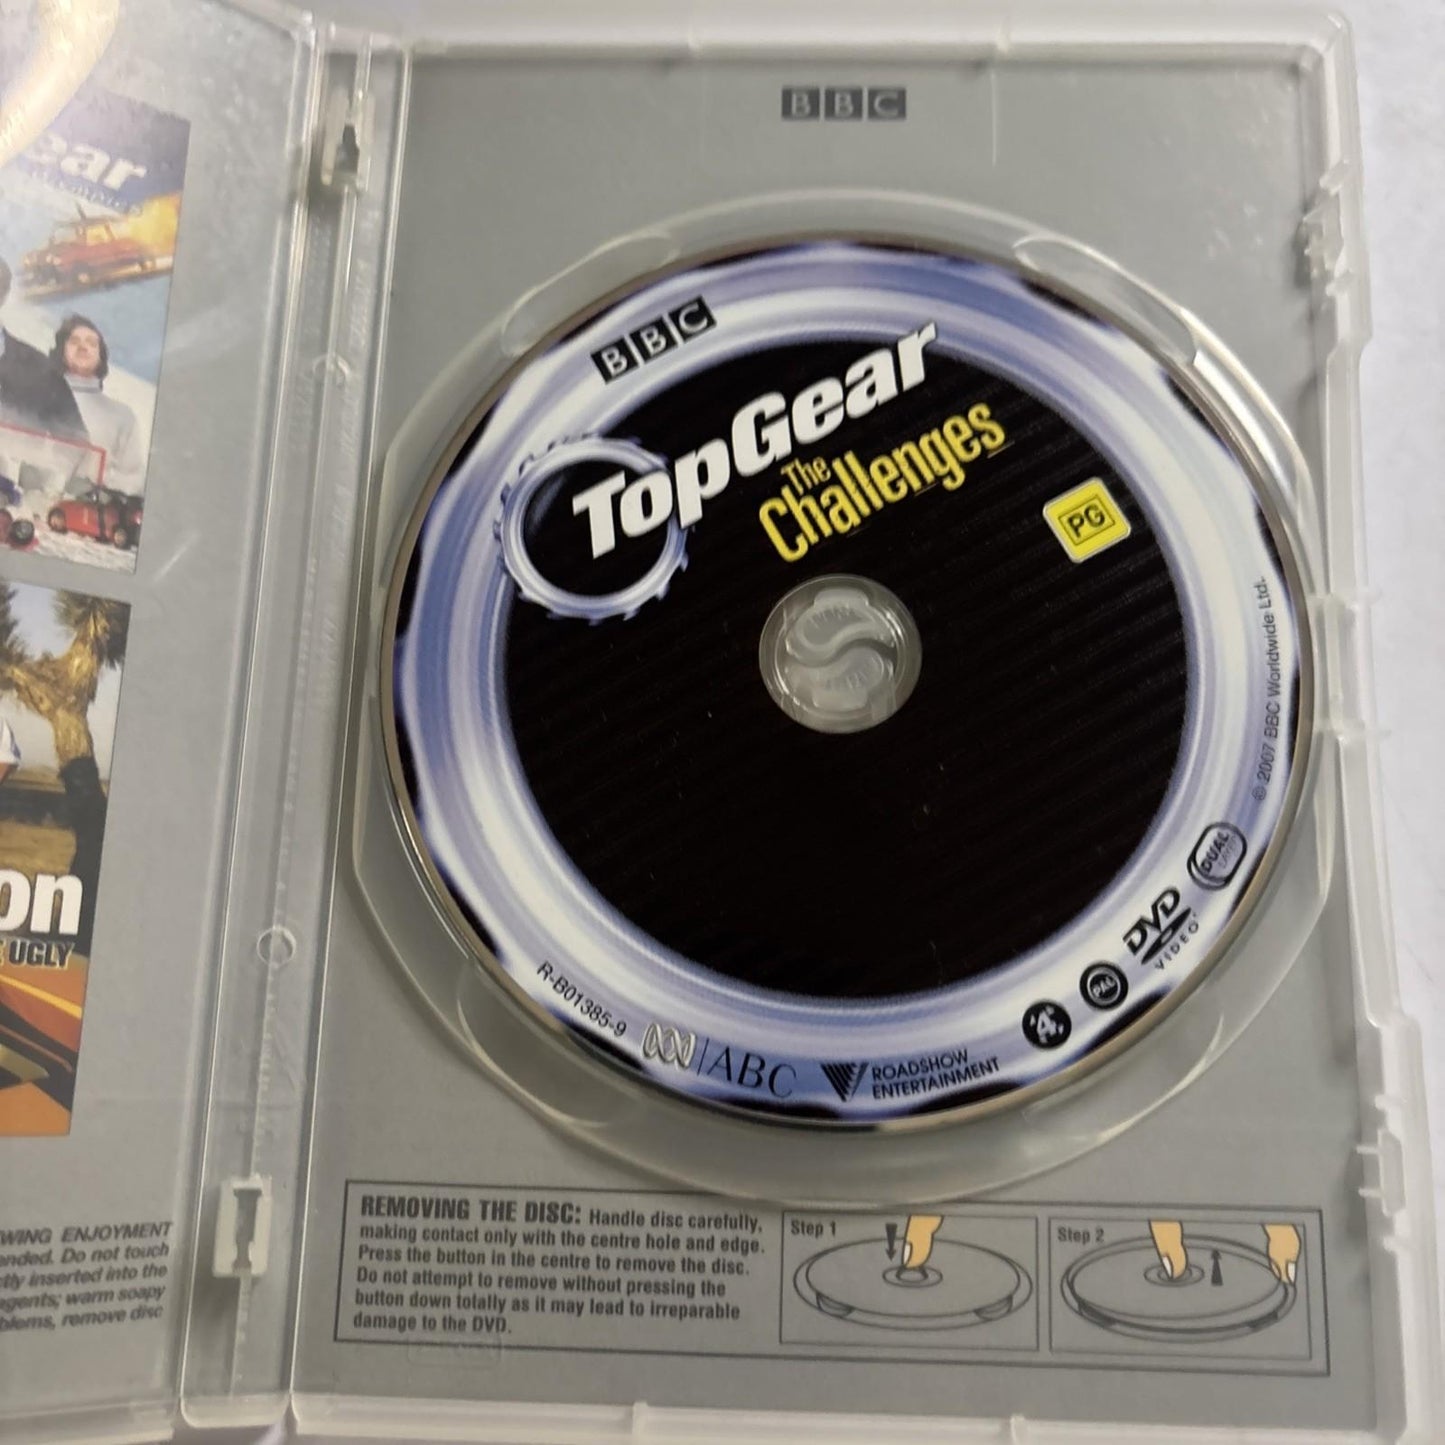 ear
on
E UGLY
WING ENJOYMENT
ended. Do not touch
ctly inserted into the
agents; warm soapy
blems, remove disc
BBC
BBC
TopGear
The
Challenges
PG
© 2007 BBC Worldwide Ltd.
DUAL
LAYER
DVD
VIDEO
PAL
4
R-B01385-9
ABC
ROADSHOW
ENTERTAINMENT
REMOVING THE DISC: Handle disc carefully,
making contact only with the centre hole and edge.
Press the button in the centre to remove the disc.
Do not attempt to remove without pressing the
button down totally as it may lead to irreparable
damage to the DVD.
Step 1
Step 2